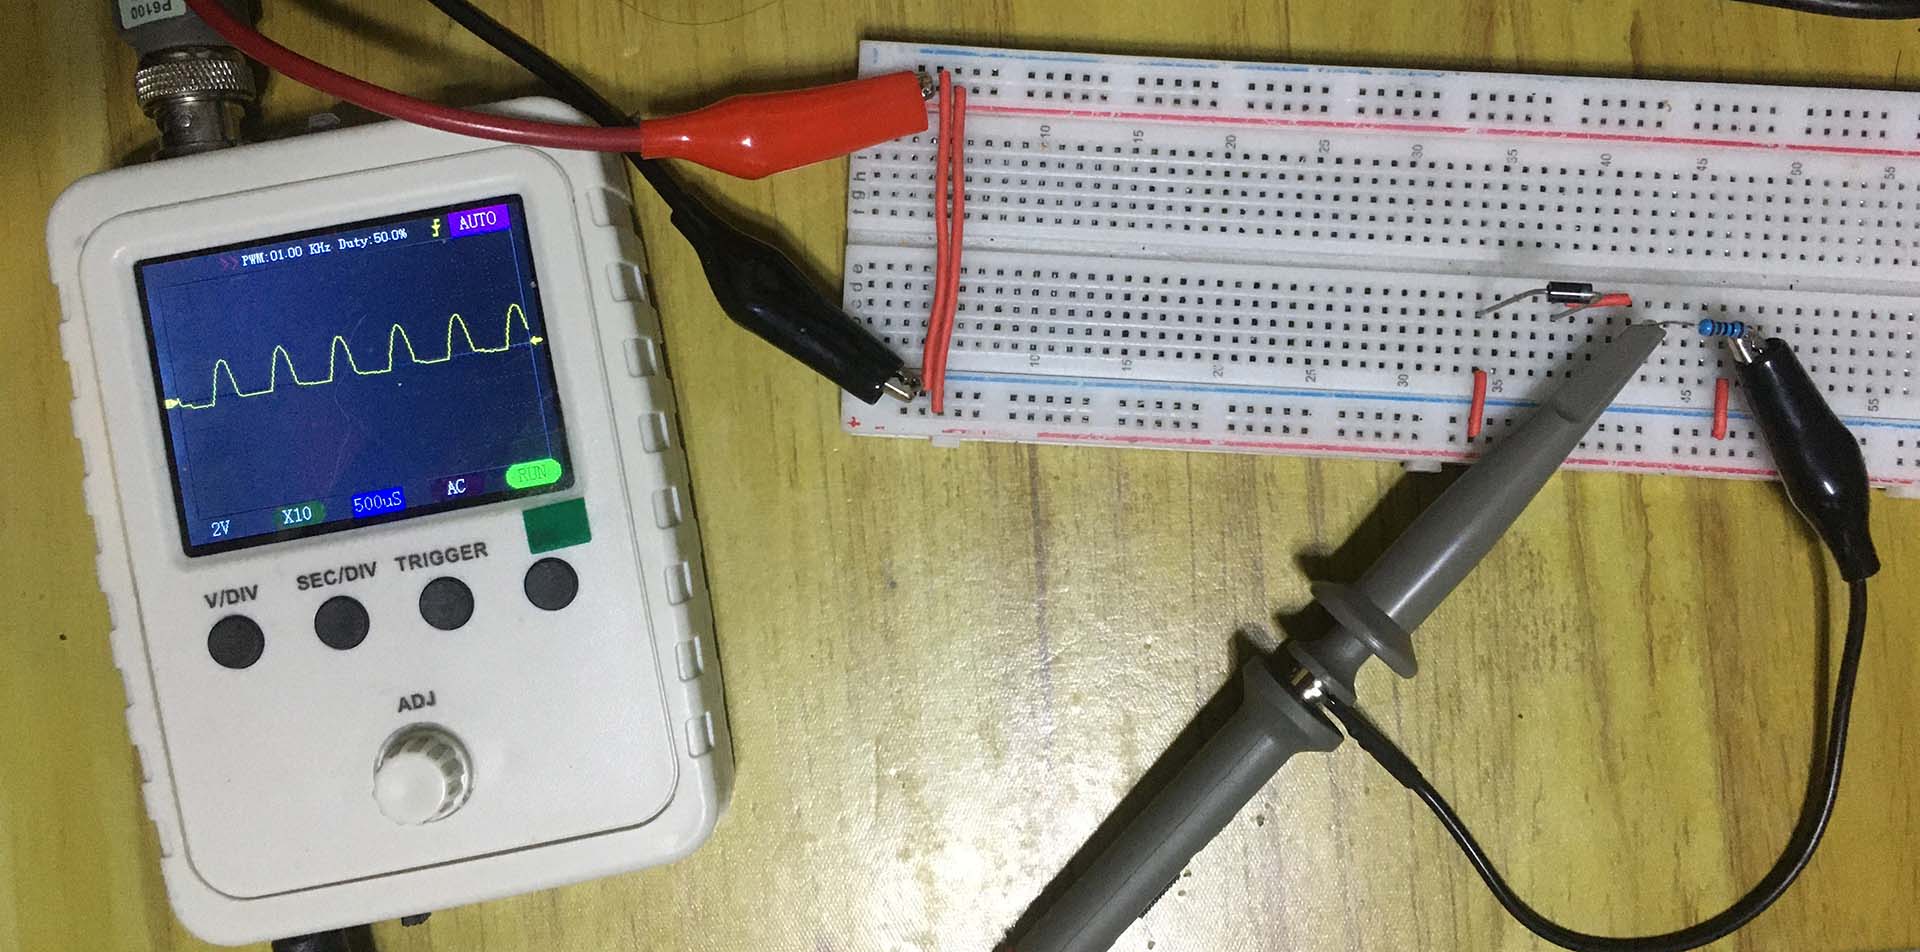 P6100
PWM:01.00 KHz Duty:50.0%
AUTO
2V
X10
500uS
AC
RUN
V/DIV
SEC/DIV
TRIGGER
ADJ
10
15
20
25
30
35
40
45
50
55
f g h i
c d e
10
15
20
25
30
35
45
55
+
-